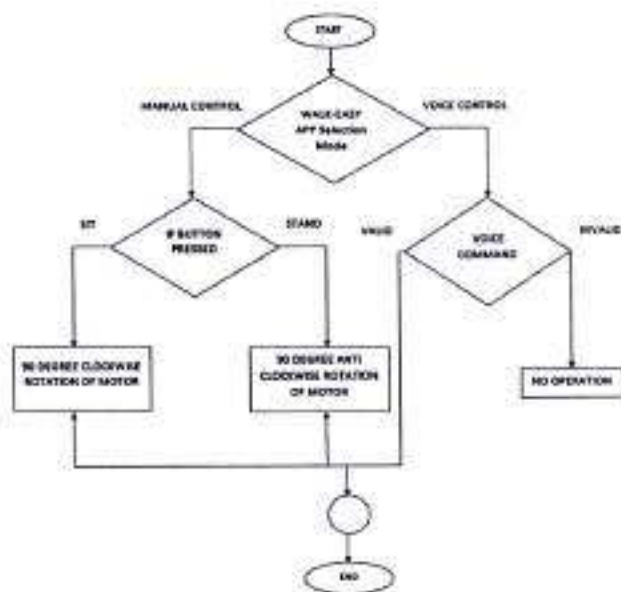 START
MANUAL CONTROL
VOICE CONTROL
WALK-EASY
APP Selection
Mode
SIT
IF BUTTON
PRESSED
STAND
VALID
VOICE
COMMAND
INVALID
90 DEGREE CLOCKWISE
ROTATION OF MOTOR
90 DEGREE ANTI
CLOCKWISE ROTATION
OF MOTOR
NO OPERATION
END